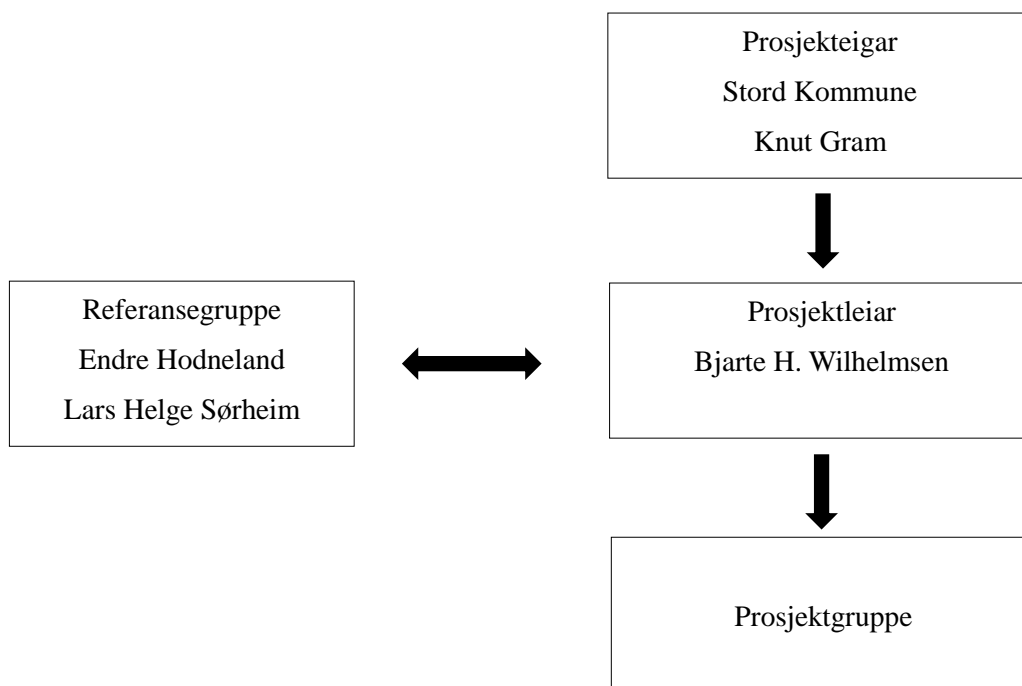 Prosjekteigar
Stord Kommune
Knut Gram
Referansegruppe
Endre Hodneland
Lars Helge Sørheim
Prosjektleiar
Bjarte H. Wilhelmsen
Prosjektgruppe